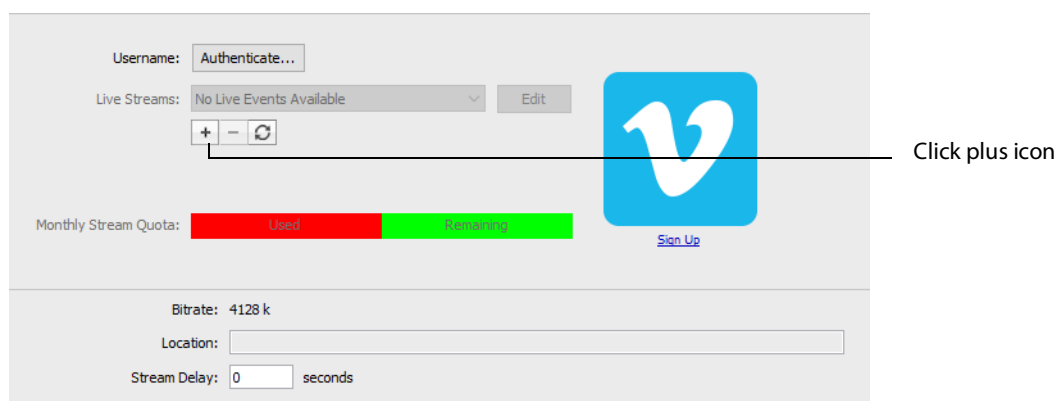 Username: Authenticate...
Live Streams: No Live Events Available Edit
Click plus icon
Monthly Stream Quota: Used Remaining
Sign Up
Bitrate: 4128 k
Location:
Stream Delay: 0 seconds